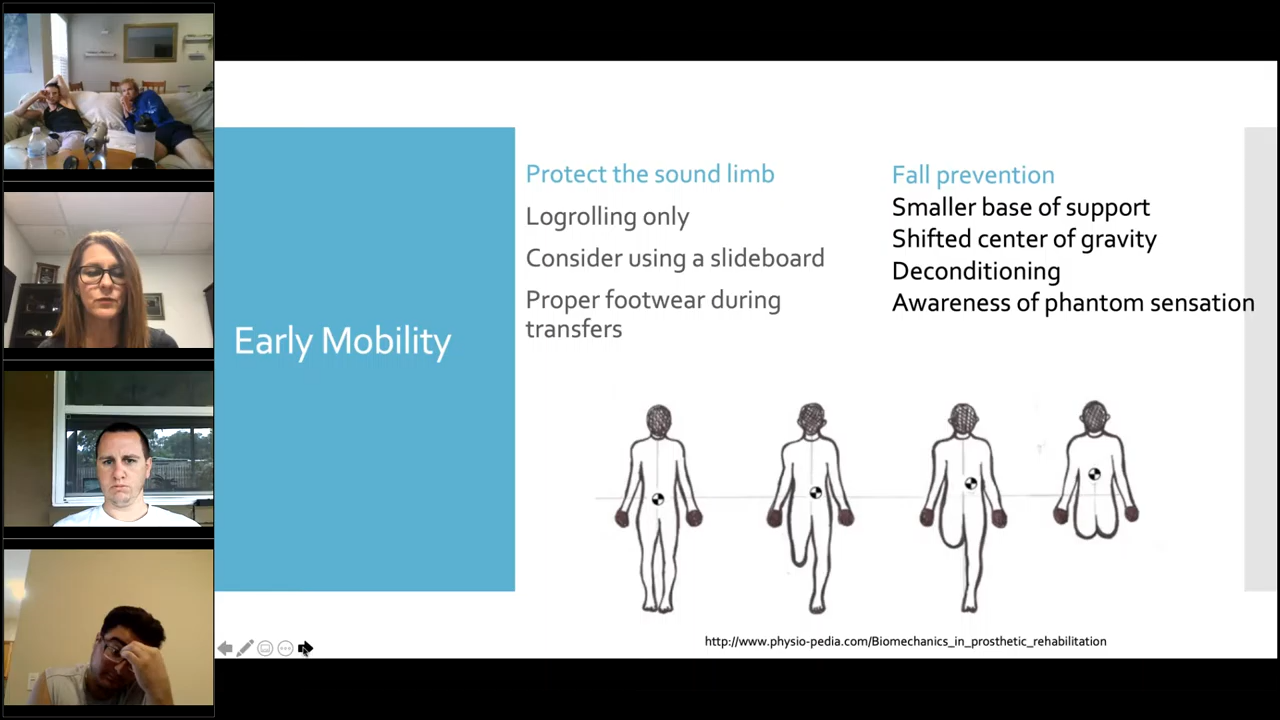 Early Mobility
Protect the sound limb
Logrolling only
Consider using a slideboard
Proper footwear during
transfers
Fall prevention
Smaller base of support
Shifted center of gravity
Deconditioning
Awareness of phantom sensation
http://www.physio-pedia.com/Biomechanics_in_prosthetic_rehabilitation